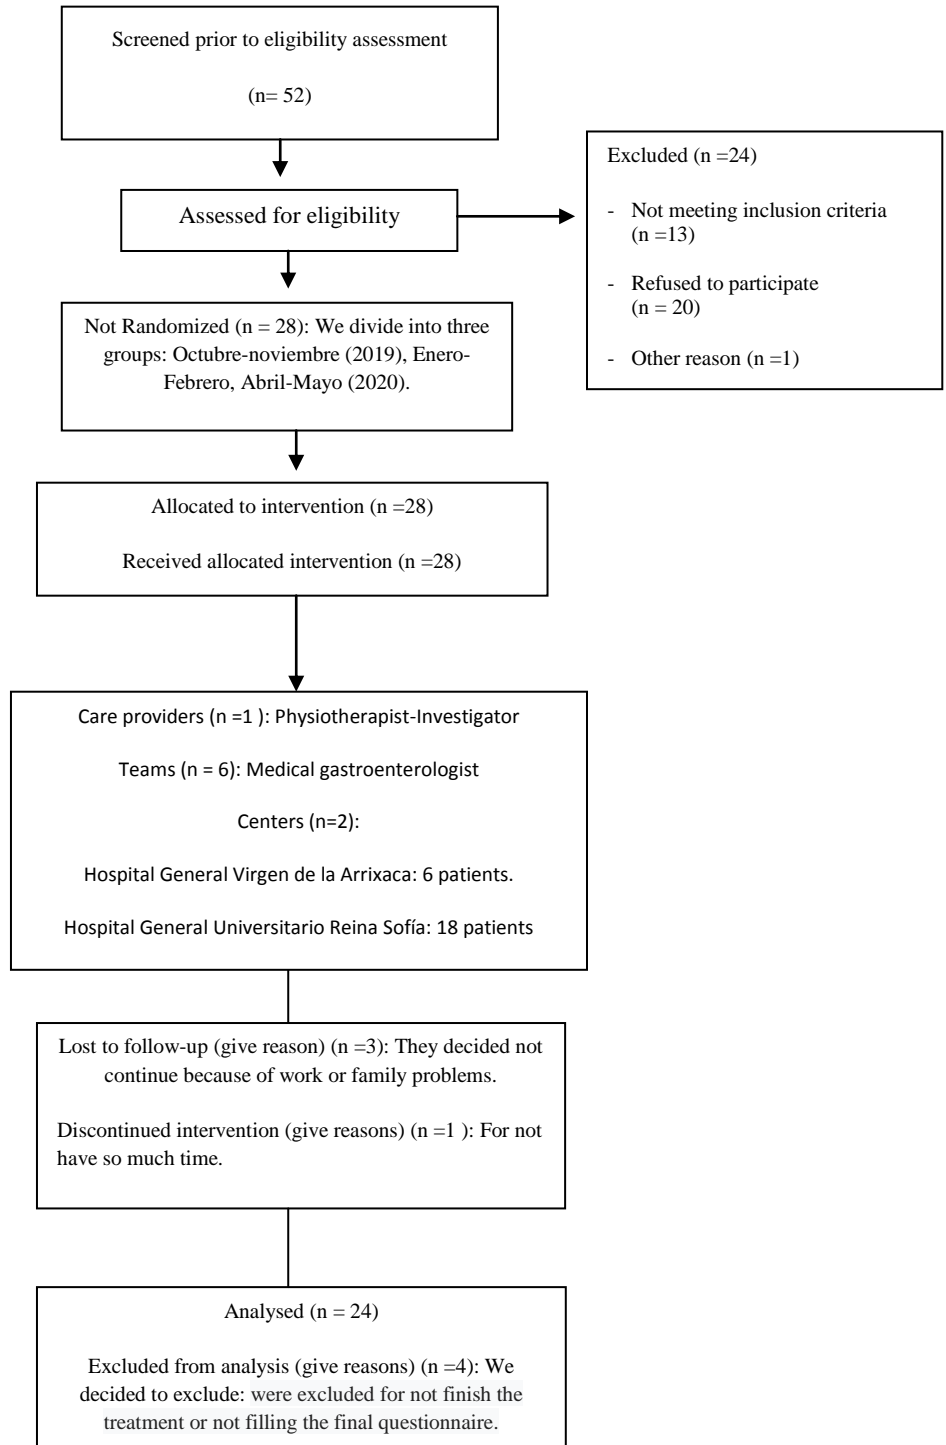 Screened prior to eligibility assessment
(n= 52)
Excluded (n =24)
- Not meeting inclusion criteria
(n =13)
- Refused to participate
(n = 20)
- Other reason (n =1)
Assessed for eligibility
Not Randomized (n = 28): We divide into three
groups: Octubre-noviembre (2019), Enero-
Febrero, Abril-Mayo (2020).
Allocated to intervention (n =28)
Received allocated intervention (n =28)
Care providers (n =1 ): Physiotherapist-Investigator
Teams (n = 6): Medical gastroenterologist
Centers (n=2):
Hospital General Virgen de la Arrixaca: 6 patients.
Hospital General Universitario Reina Sofía: 18 patients
Lost to follow-up (give reason) (n =3): They decided not
continue because of work or family problems.
Discontinued intervention (give reasons) (n =1 ): For not
have so much time.
Analysed (n = 24)
Excluded from analysis (give reasons) (n =4): We
decided to exclude: were excluded for not finish the
treatment or not filling the final questionnaire.